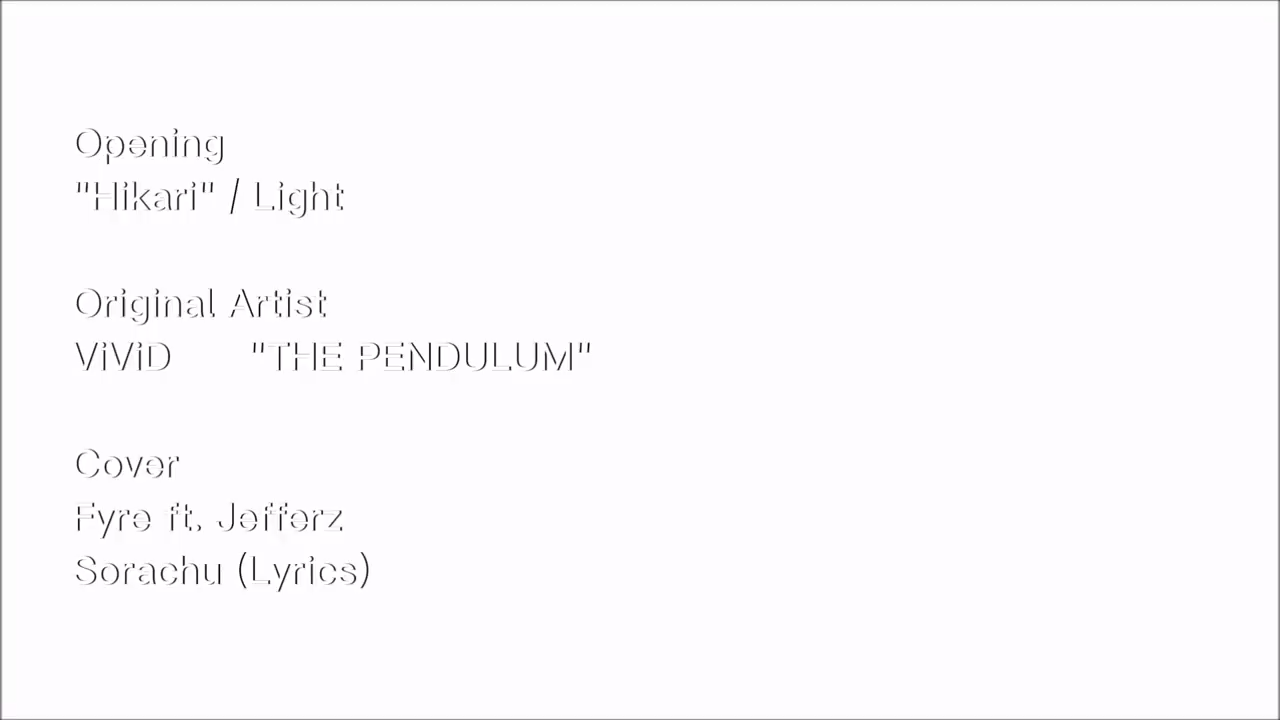 Opening
"Hikari" / Light
Original Artist
ViViD "THE PENDULUM"
Cover
Fyre ft. Jefferz
Sorachu (Lyrics)